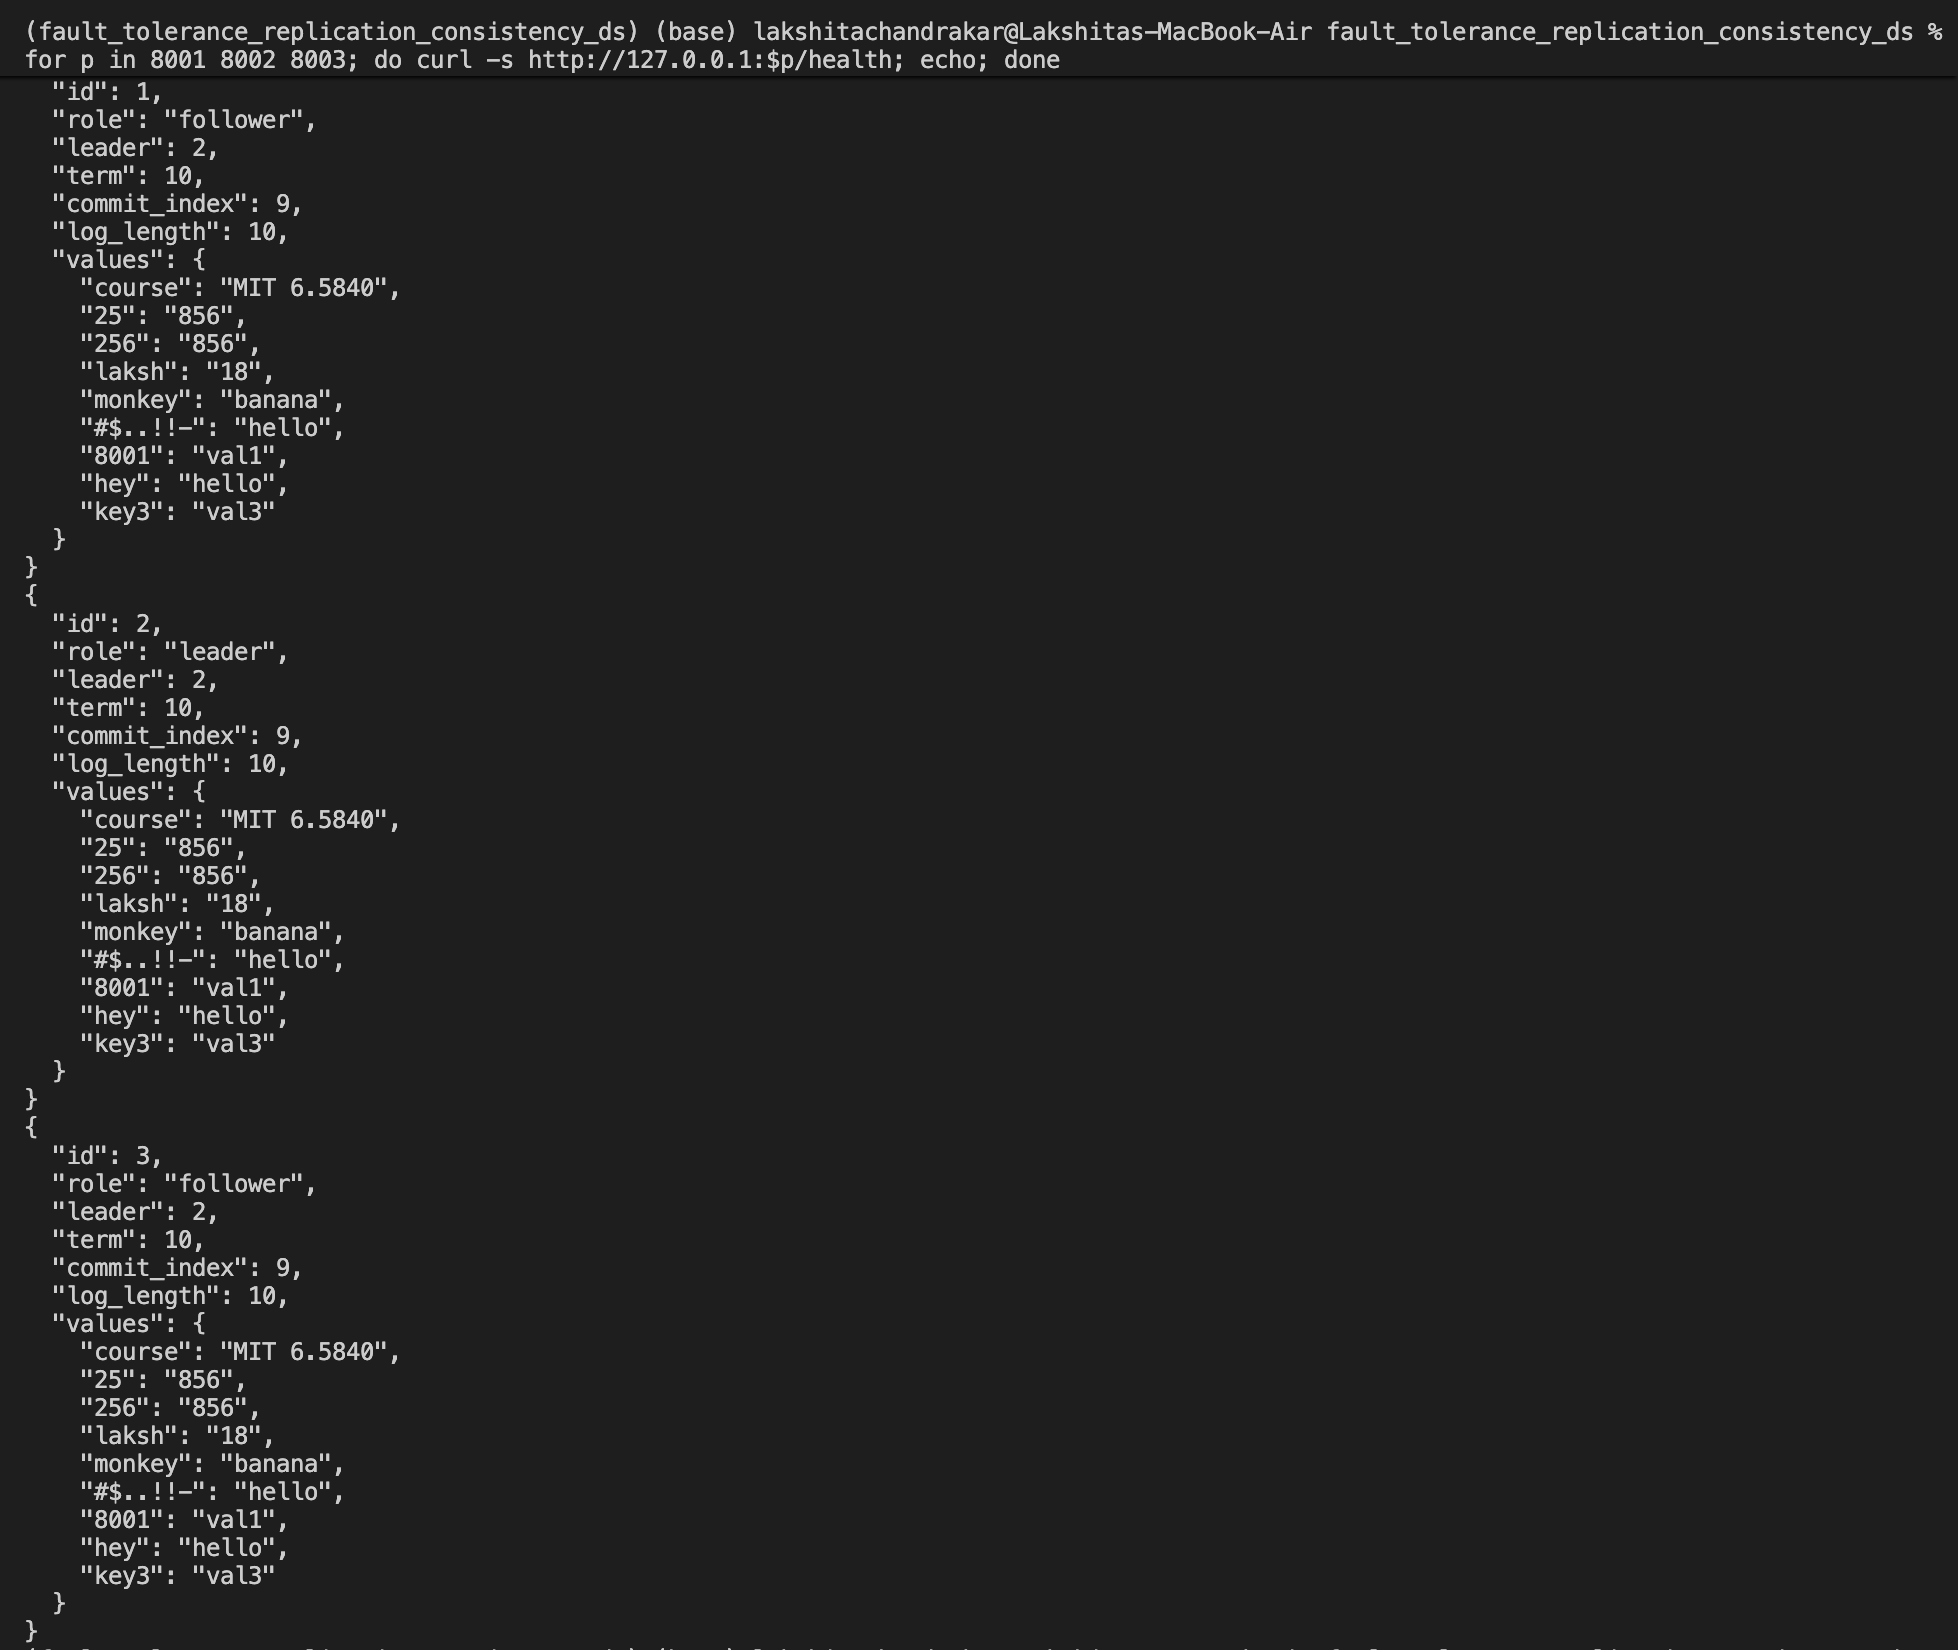 (fault_tolerance_replication_consistency_ds) (base) lakshitachandrakar@Lakshitas-MacBook-Air fault_tolerance_replication_consistency_ds %
for p in 8001 8002 8003; do curl -s http://127.0.0.1:$p/health; echo; done
  "id": 1,
  "role": "follower",
  "leader": 2,
  "term": 10,
  "commit_index": 9,
  "log_length": 10,
  "values": {
    "course": "MIT 6.5840",
    "25": "856",
    "256": "856",
    "laksh": "18",
    "monkey": "banana",
    "#$..!!-": "hello",
    "8001": "val1",
    "hey": "hello",
    "key3": "val3"
  }
}
{
  "id": 2,
  "role": "leader",
  "leader": 2,
  "term": 10,
  "commit_index": 9,
  "log_length": 10,
  "values": {
    "course": "MIT 6.5840",
    "25": "856",
    "256": "856",
    "laksh": "18",
    "monkey": "banana",
    "#$..!!-": "hello",
    "8001": "val1",
    "hey": "hello",
    "key3": "val3"
  }
}
{
  "id": 3,
  "role": "follower",
  "leader": 2,
  "term": 10,
  "commit_index": 9,
  "log_length": 10,
  "values": {
    "course": "MIT 6.5840",
    "25": "856",
    "256": "856",
    "laksh": "18",
    "monkey": "banana",
    "#$..!!-": "hello",
    "8001": "val1",
    "hey": "hello",
    "key3": "val3"
  }
}